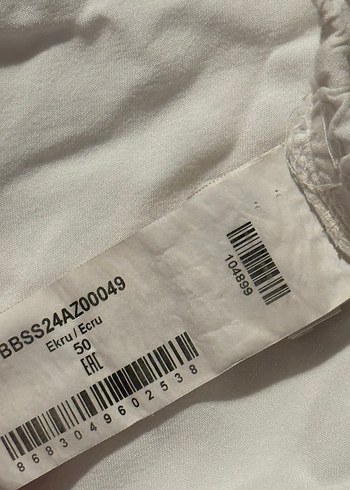 BBSS24AZ00049
Ekru / Ecru
50
EAC
8683049602538
104899